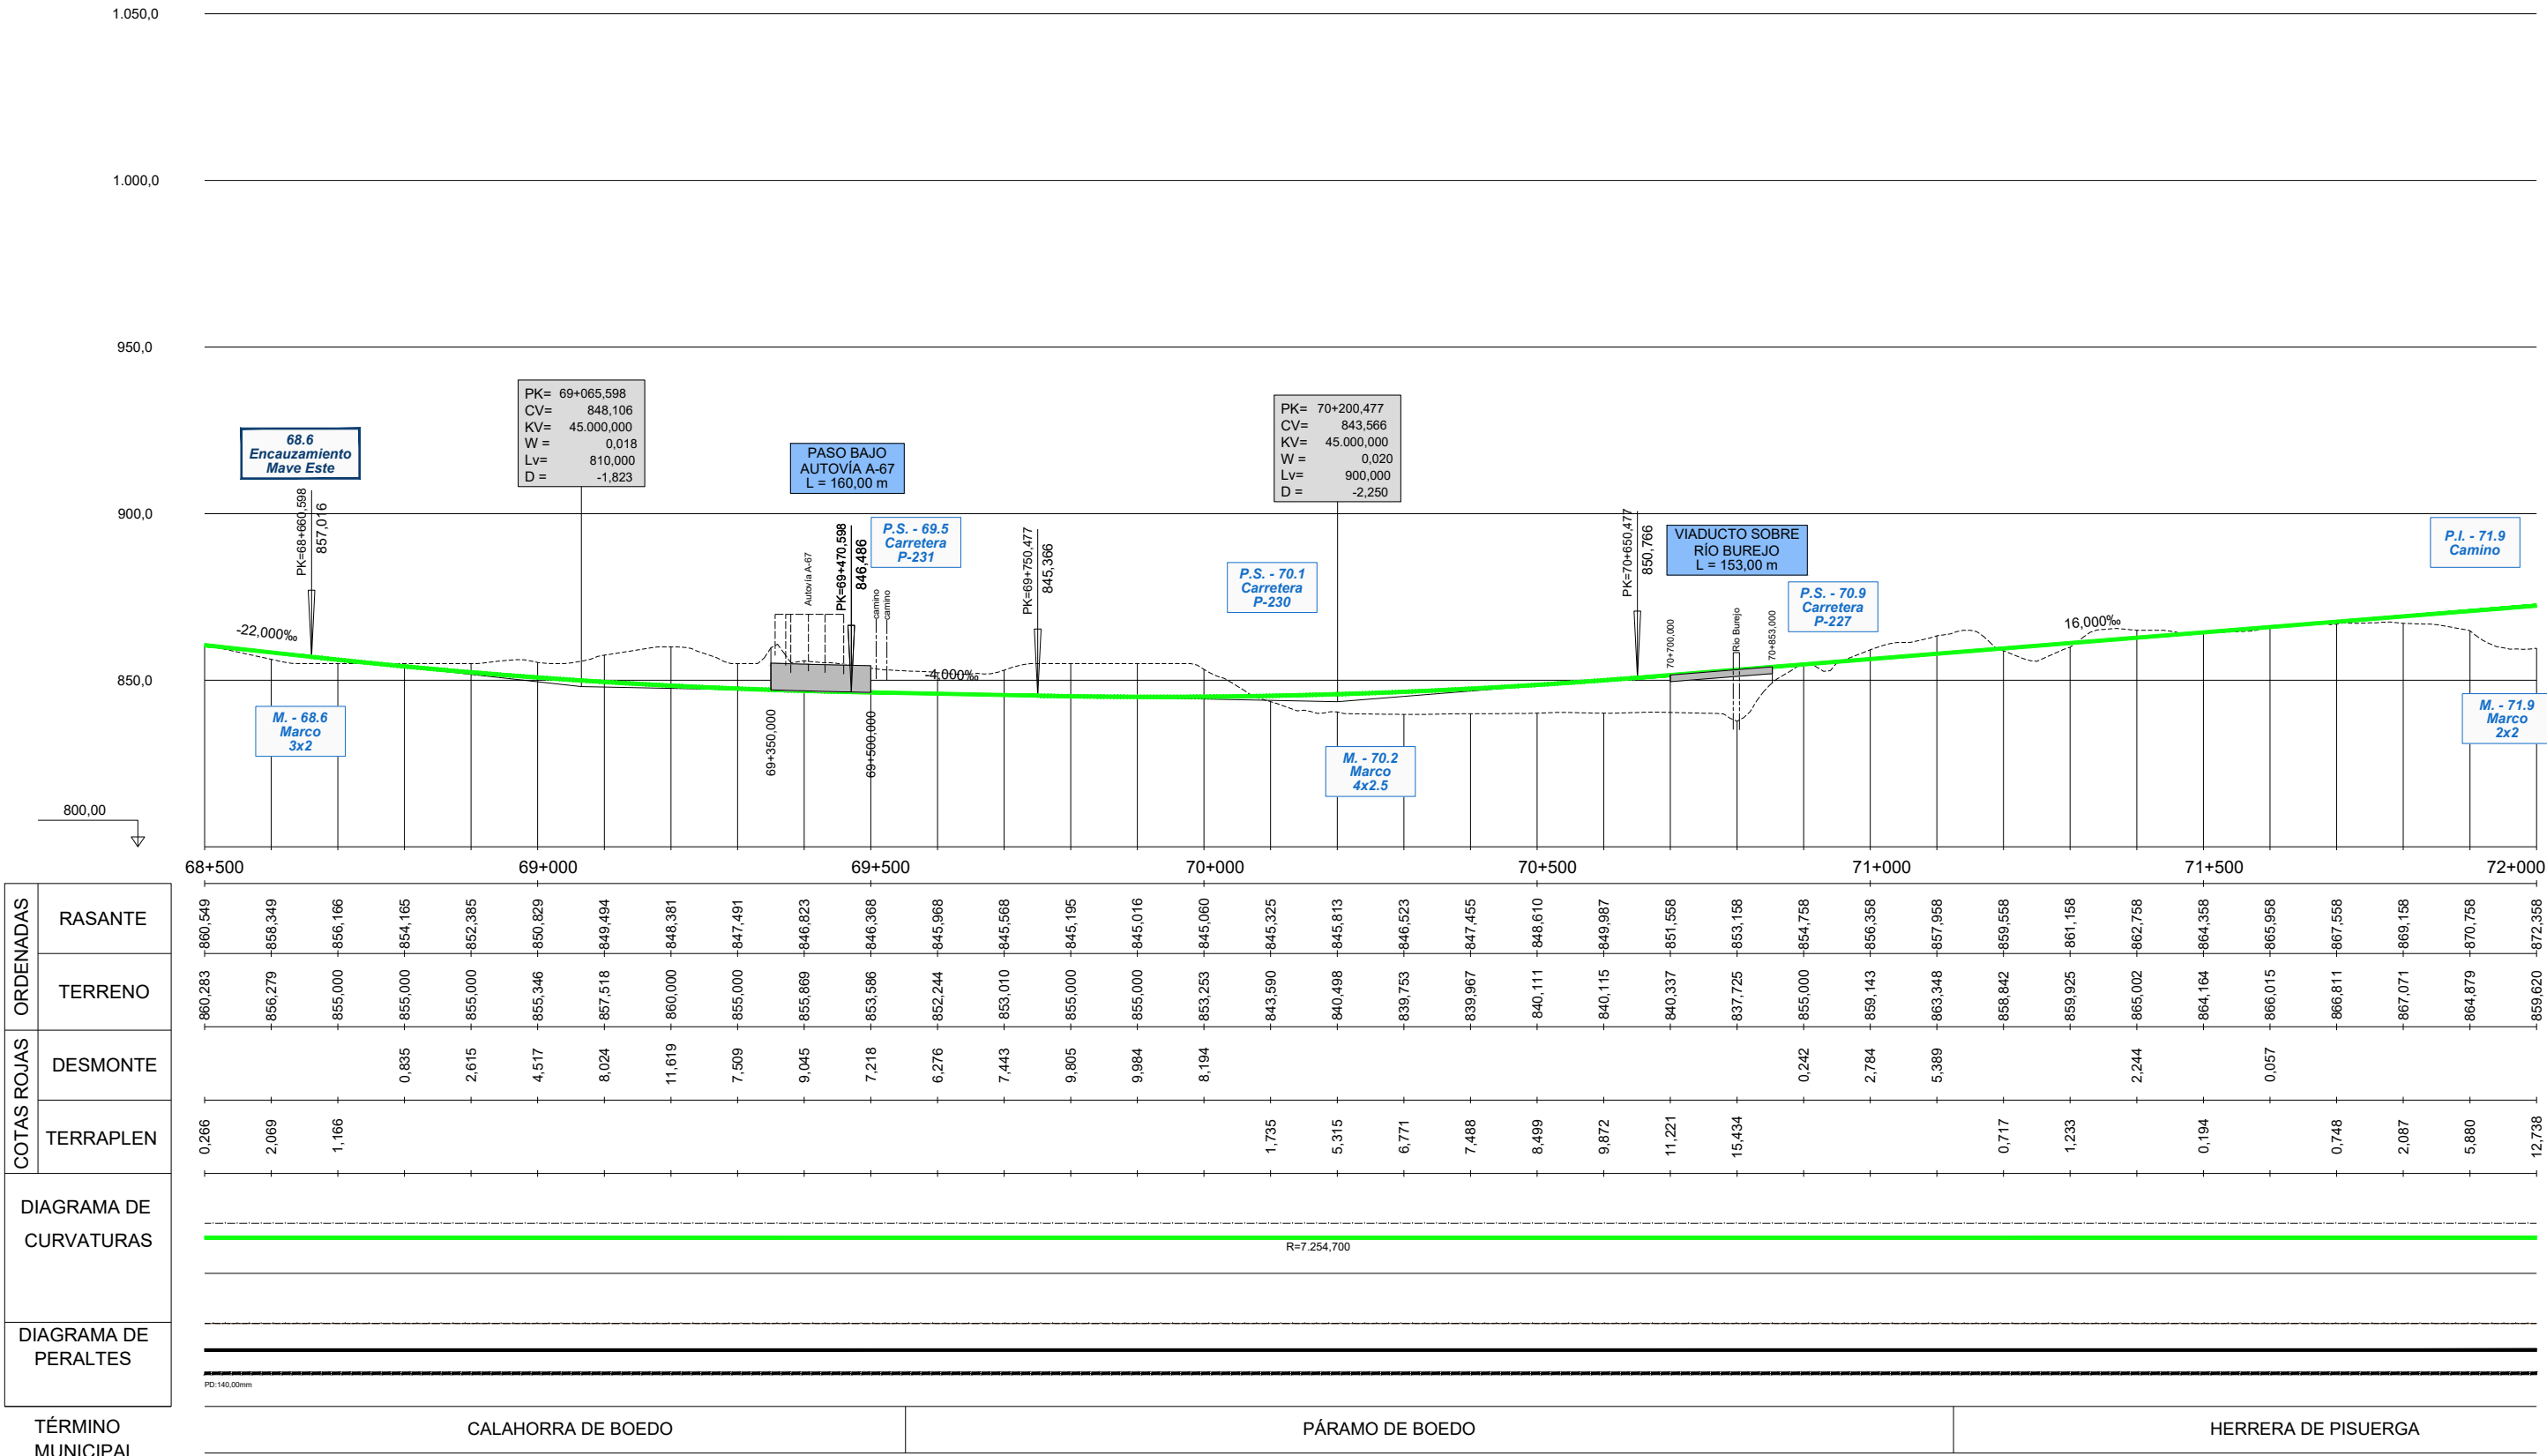 1.050,0
1.000,0
950,0
900,0
850,0
800,00
68.6
Encauzamiento
Mave Este
PK=68+660,598
857,016
-22,000‰
M. - 68.6
Marco
3x2
PK= 69+065,598
CV= 848,106
KV= 45.000,000
W = 0,018
Lv= 810,000
D = -1,823
PASO BAJO
AUTOVÍA A-67
L = 160,00 m
Autovía A-67
PK=69+470,598
846,486
P.S. - 69.5
Carretera
P-231
camino
camino
69+350,000
69+500,000
-4,000‰
PK=69+750,477
845,366
P.S. - 70.1
Carretera
P-230
PK= 70+200,477
CV= 843,566
KV= 45.000,000
W = 0,020
Lv= 900,000
D = -2,250
M. - 70.2
Marco
4x2.5
PK=70+650,477
850,766
VIADUCTO SOBRE
RÍO BUREJO
L = 153,00 m
70+700,000
Río Burejo
70+853,000
P.S. - 70.9
Carretera
P-227
16,000‰
P.I. - 71.9
Camino
M. - 71.9
Marco
2x2
68+500 69+000 69+500 70+000 70+500 71+000 71+500 72+000
ORDENADAS
RASANTE
860,549 858,349 856,166 854,165 852,385 850,829 849,494 848,381 847,491 846,823 846,368 845,968 845,568 845,195 845,016 845,060 845,325 845,813 846,523 847,455 848,610 849,987 851,558 853,158 854,758 856,358 857,958 859,558 861,158 862,758 864,358 865,958 867,558 869,158 870,758 872,358
TERRENO
860,283 856,279 855,000 855,000 855,000 855,346 857,518 860,000 855,000 855,869 853,586 852,244 853,010 855,000 855,000 853,253 843,590 840,498 839,753 839,967 840,111 840,115 840,337 837,725 855,000 859,143 863,348 858,842 859,925 865,002 864,164 866,015 866,811 867,071 864,879 859,620
COTAS ROJAS
DESMONTE
0,835 2,615 4,517 8,024 11,619 7,509 9,045 7,218 6,276 7,443 9,805 9,984 8,194 0,242 2,784 5,389 2,244 0,057
TERRAPLEN
0,266 2,069 1,166 1,735 5,315 6,771 7,488 8,499 9,872 11,221 15,434 0,717 1,233 0,194 0,748 2,087 5,880 12,738
DIAGRAMA DE
CURVATURAS
R=7.254,700
DIAGRAMA DE
PERALTES
PD:140,00mm
TÉRMINO
MUNICIPAL
CALAHORRA DE BOEDO
PÁRAMO DE BOEDO
HERRERA DE PISUERGA